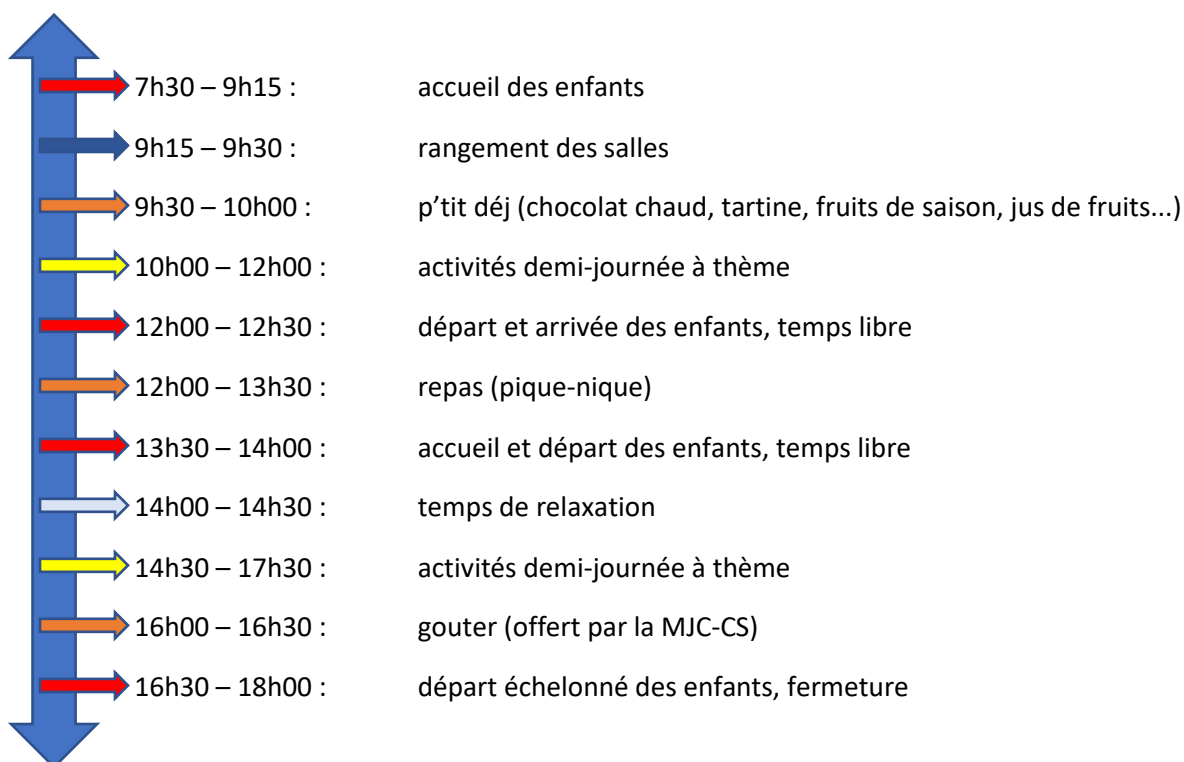 7h30 – 9h15 : accueil des enfants
9h15 – 9h30 : rangement des salles
9h30 – 10h00 : p’tit déj (chocolat chaud, tartine, fruits de saison, jus de fruits...)
10h00 – 12h00 : activités demi-journée à thème
12h00 – 12h30 : départ et arrivée des enfants, temps libre
12h00 – 13h30 : repas (pique-nique)
13h30 – 14h00 : accueil et départ des enfants, temps libre
14h00 – 14h30 : temps de relaxation
14h30 – 17h30 : activités demi-journée à thème
16h00 – 16h30 : gouter (offert par la MJC-CS)
16h30 – 18h00 : départ échelonné des enfants, fermeture